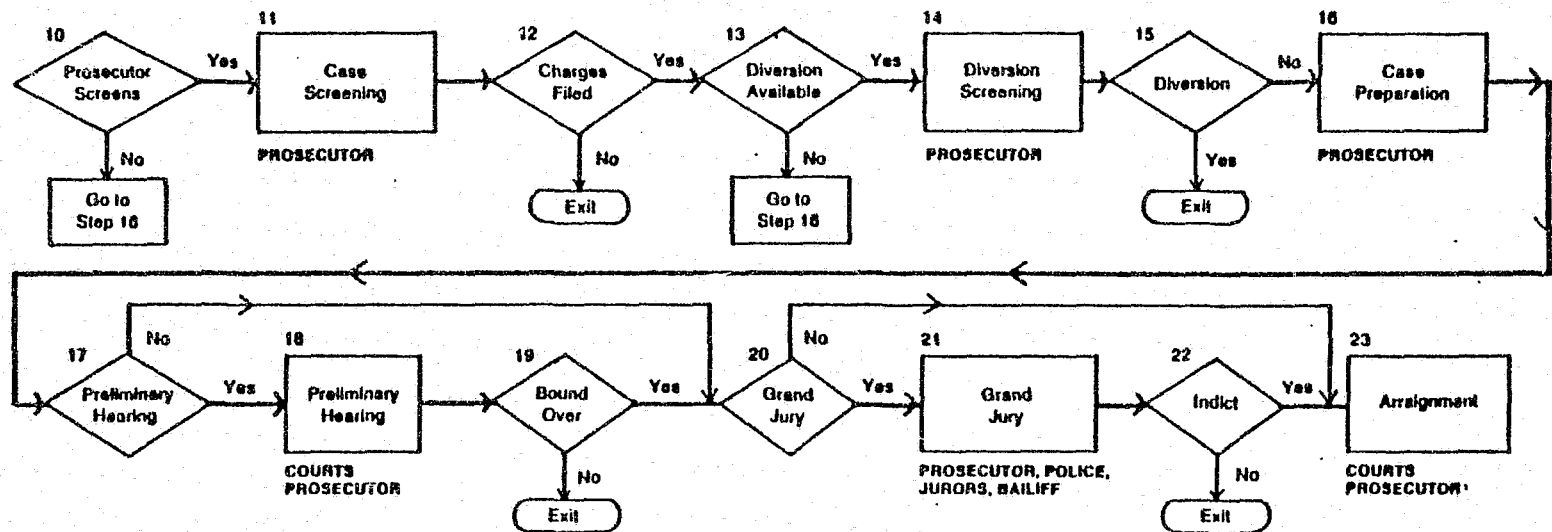 10
Prosecutor
Screens
Yes
No
Go to
Step 16
11
Case
Screening
PROSECUTOR
12
Charges
Filed
Yes
No
Exit
13
Diversion
Available
Yes
No
Go to
Step 16
14
Diversion
Screening
PROSECUTOR
15
Diversion
No
Yes
Exit
16
Case
Preparation
PROSECUTOR
17
Preliminary
Hearing
No
Yes
18
Preliminary
Hearing
COURTS
PROSECUTOR
19
Bound
Over
Yes
No
Exit
20
Grand
Jury
No
Yes
21
Grand
Jury
PROSECUTOR, POLICE,
JURORS, BAILIFF
22
Indict
Yes
No
Exit
23
Arraignment
COURTS
PROSECUTOR